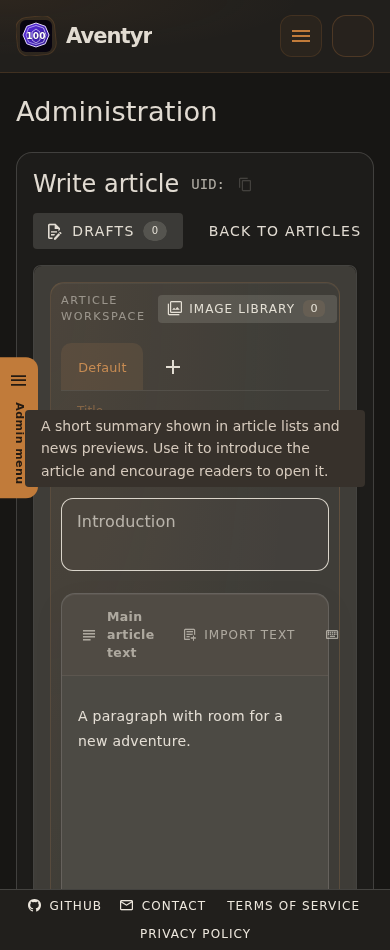 100
Aventyr
Administration
Write article UID:
DRAFTS 0 BACK TO ARTICLES
ARTICLE WORKSPACE
IMAGE LIBRARY 0
Default +
Title
Admin menu
A short summary shown in article lists and
news previews. Use it to introduce the
article and encourage readers to open it.
Introduction
Main
article
text
IMPORT TEXT
A paragraph with room for a
new adventure.
GITHUB CONTACT TERMS OF SERVICE
PRIVACY POLICY